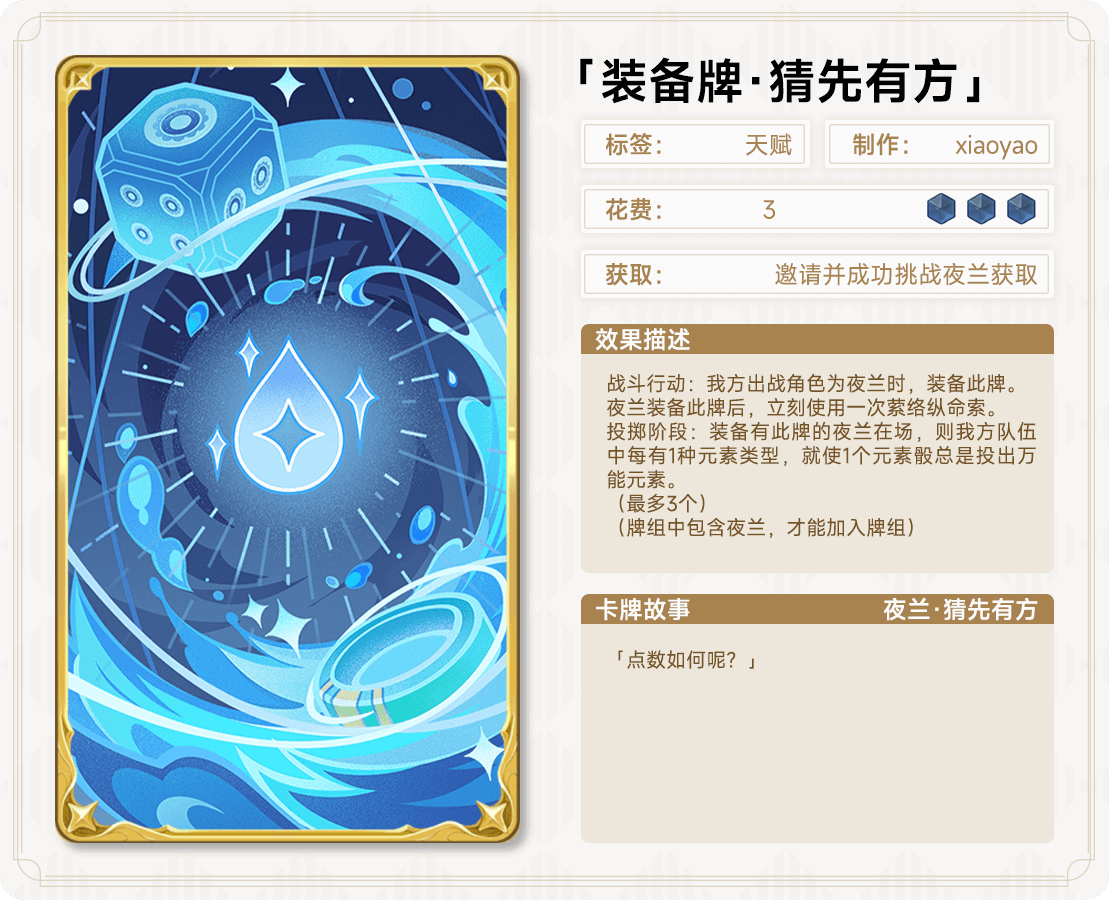 「装备牌·猜先有方」
标签： 天赋 制作： xiaoyao
花费： 3
获取： 邀请并成功挑战夜兰获取
效果描述
战斗行动：我方出战角色为夜兰时，装备此牌。
夜兰装备此牌后，立刻使用一次萦络纵命索。
投掷阶段：装备有此牌的夜兰在场，则我方队伍
中每有1种元素类型，就使1个元素骰总是投出万
能元素。
（最多3个）
（牌组中包含夜兰，才能加入牌组）
卡牌故事 夜兰·猜先有方
「点数如何呢？」